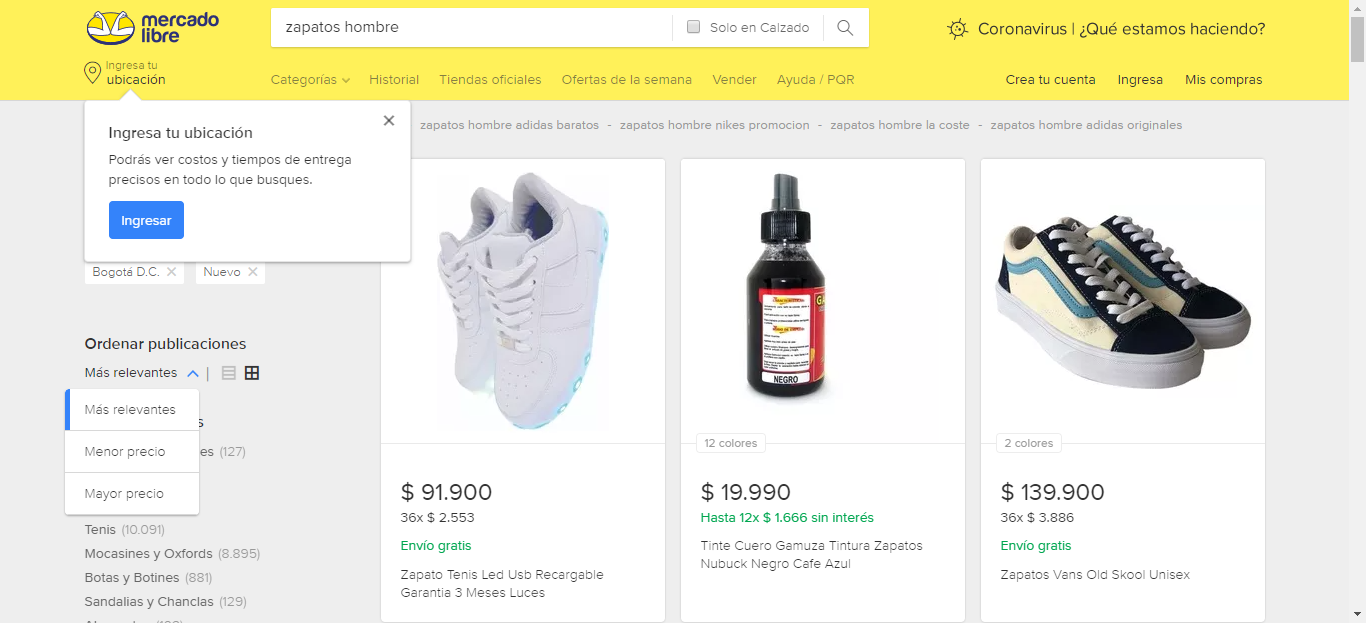 mercado
libre
zapatos hombre
Solo en Calzado
Coronavirus | ¿Qué estamos haciendo?
Ingresa tu
ubicación
Categorías
Historial
Tiendas oficiales
Ofertas de la semana
Vender
Ayuda / PQR
Crea tu cuenta
Ingresa
Mis compras
Ingresa tu ubicación
Podrás ver costos y tiempos de entrega
precisos en todo lo que busques.
Ingresar
zapatos hombre adidas baratos - zapatos hombre nikes promocion - zapatos hombre la coste - zapatos hombre adidas originales
Bogotá D.C.
Nuevo
Ordenar publicaciones
Más relevantes
Más relevantes
Menor precio
(127)
Mayor precio
Tenis (10.091)
Mocasines y Oxfords (8.895)
Botas y Botines (881)
Sandalias y Chanclas (129)
$ 91.900
36x $ 2.553
Envío gratis
Zapato Tenis Led Usb Recargable
Garantia 3 Meses Luces
NEGRO
12 colores
$ 19.990
Hasta 12x $ 1.666 sin interés
Tinte Cuero Gamuza Tintura Zapatos
Nubuck Negro Cafe Azul
2 colores
$ 139.900
36x $ 3.886
Envío gratis
Zapatos Vans Old Skool Unisex